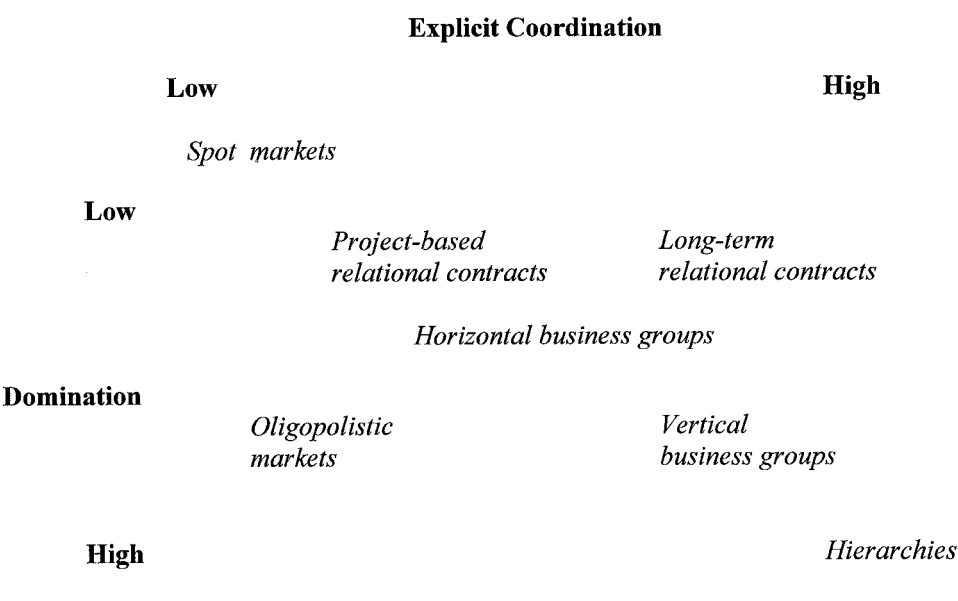 Explicit Coordination
Low High
Spot markets
Low
Project-based Long-term
relational contracts relational contracts
Horizontal business groups
Domination
Oligopolistic Vertical
markets business groups
High Hierarchies